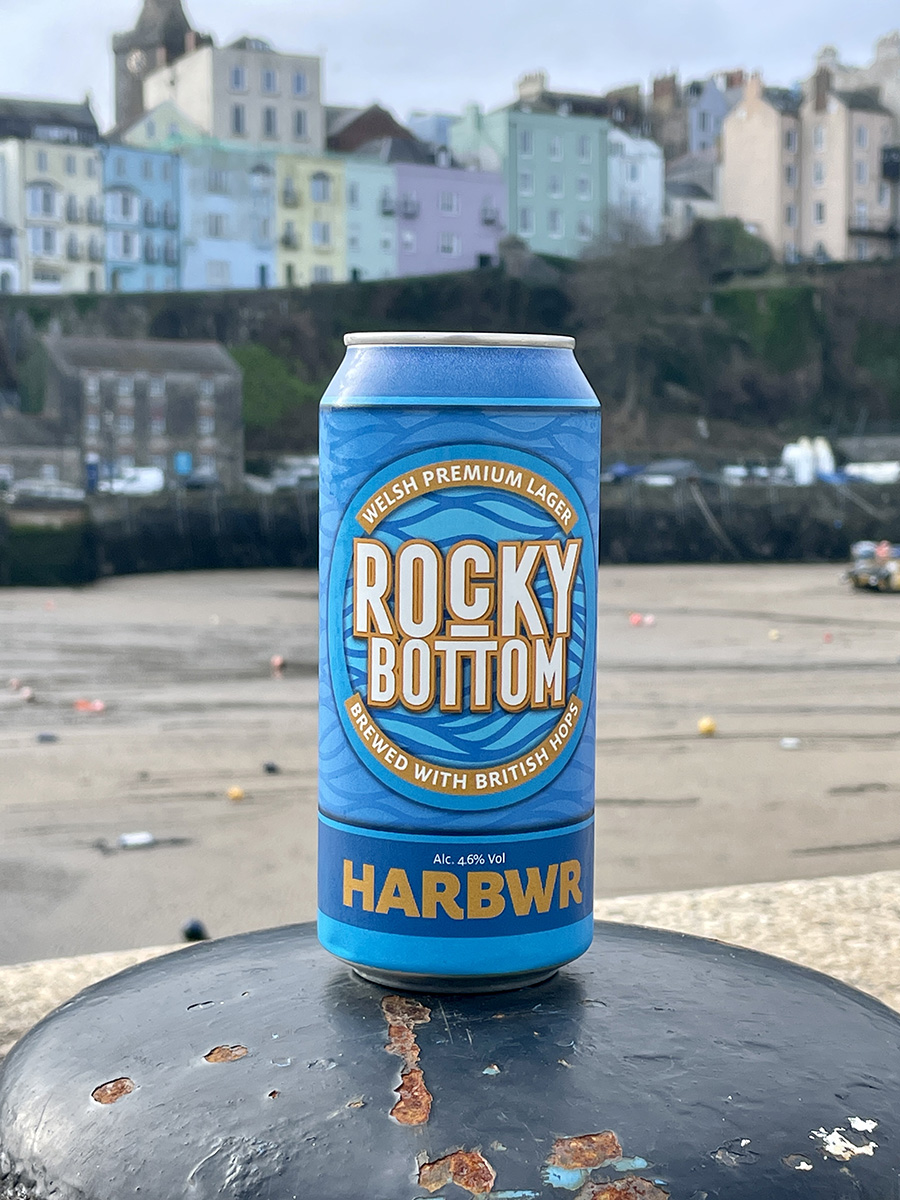 WELSH PREMIUM LAGER
ROCKY
BOTTOM
BREWED WITH BRITISH HOPS
Alc. 4.6% Vol
HARBWR